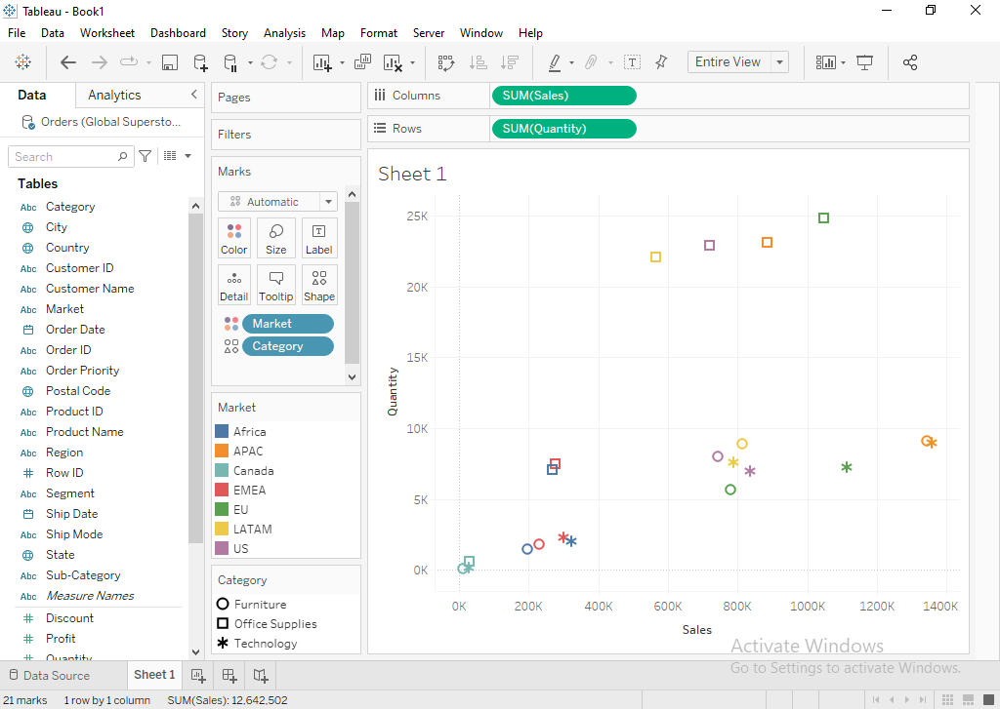 Tableau - Book1
File Data Worksheet Dashboard Story Analysis Map Format Server Window Help
Entire View
Data Analytics
Orders (Global Supersto...
Search
Tables
Abc Category
City
Country
Abc Customer ID
Abc Customer Name
Abc Market
Order Date
Abc Order ID
Abc Order Priority
Postal Code
Abc Product ID
Abc Product Name
Abc Region
Row ID
Abc Segment
Ship Date
Abc Ship Mode
State
Abc Sub-Category
Abc Measure Names
Discount
Profit
Quantity
Pages
Filters
Marks
Automatic
Color Size Label
Detail Tooltip Shape
Market
Category
Market
Africa
APAC
Canada
EMEA
EU
LATAM
US
Category
Furniture
Office Supplies
Technology
Columns SUM(Sales)
Rows SUM(Quantity)
Sheet 1
25K
20K
15K
10K
5K
0K
Quantity
0K 200K 400K 600K 800K 1000K 1200K 1400K
Sales
Activate Windows
Go to Settings to activate Windows.
Data Source Sheet 1
21 marks 1 row by 1 column SUM(Sales): 12,642,502